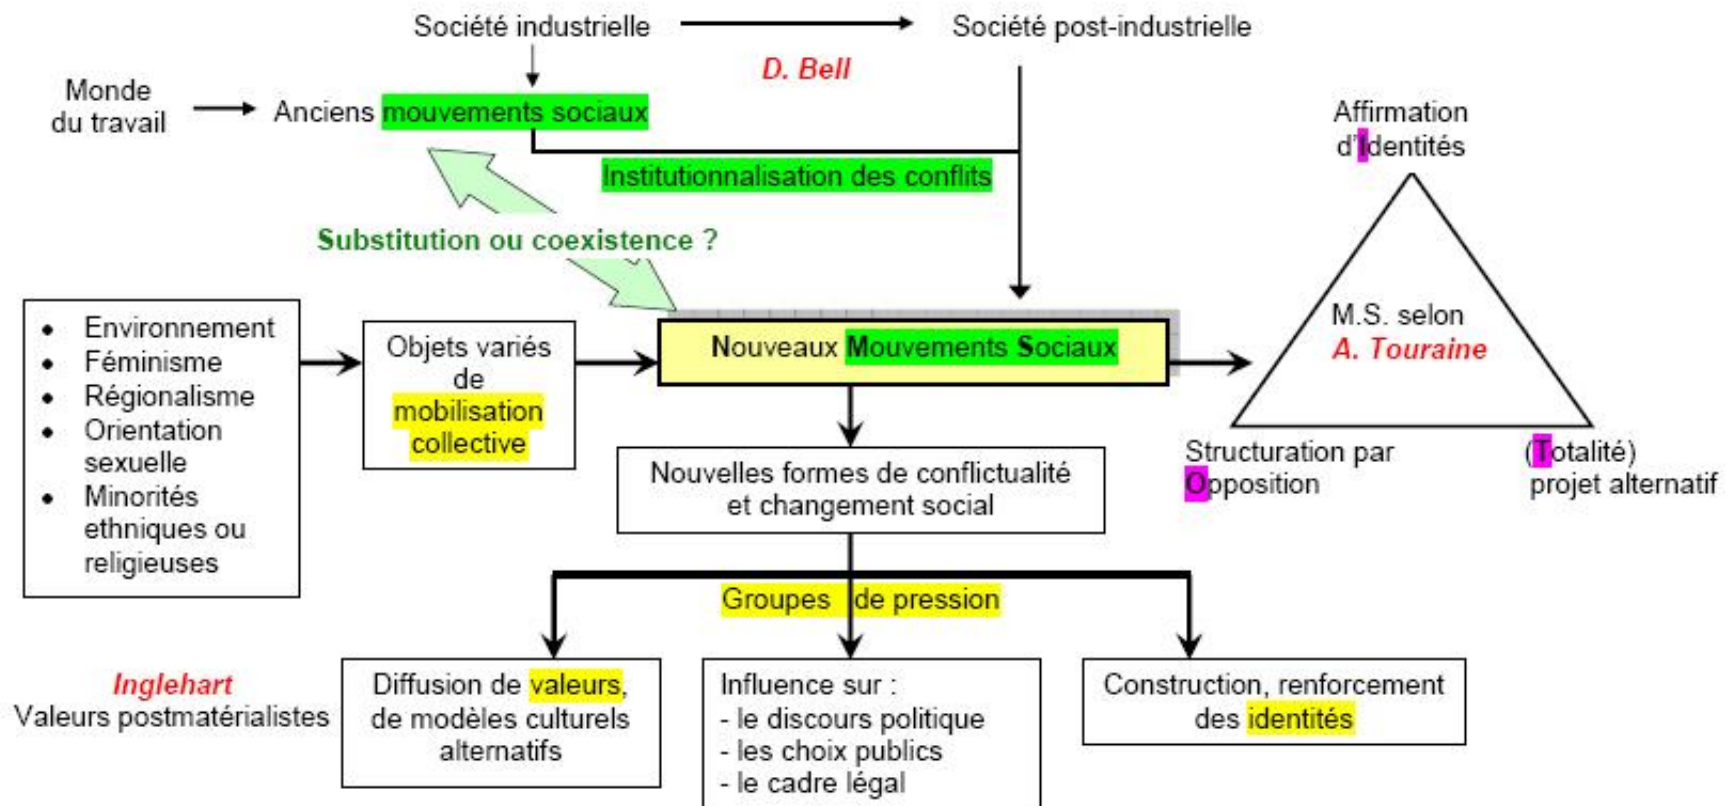 Société industrielle
Société post-industrielle
D. Bell
Monde
du travail
Anciens mouvements sociaux
Affirmation
d'Identités
Institutionnalisation des conflits
Substitution ou coexistence ?
• Environnement
• Féminisme
• Régionalisme
• Orientation
sexuelle
• Minorités
ethniques ou
religieuses
Objets variés
de
mobilisation
collective
Nouveaux Mouvements Sociaux
M.S. selon
A. Touraine
Structuration par
Opposition
(Totalité)
projet alternatif
Nouvelles formes de conflictualité
et changement social
Groupes de pression
Inglehart
Valeurs postmatérialistes
Diffusion de valeurs,
de modèles culturels
alternatifs
Influence sur :
- le discours politique
- les choix publics
- le cadre légal
Construction, renforcement
des identités